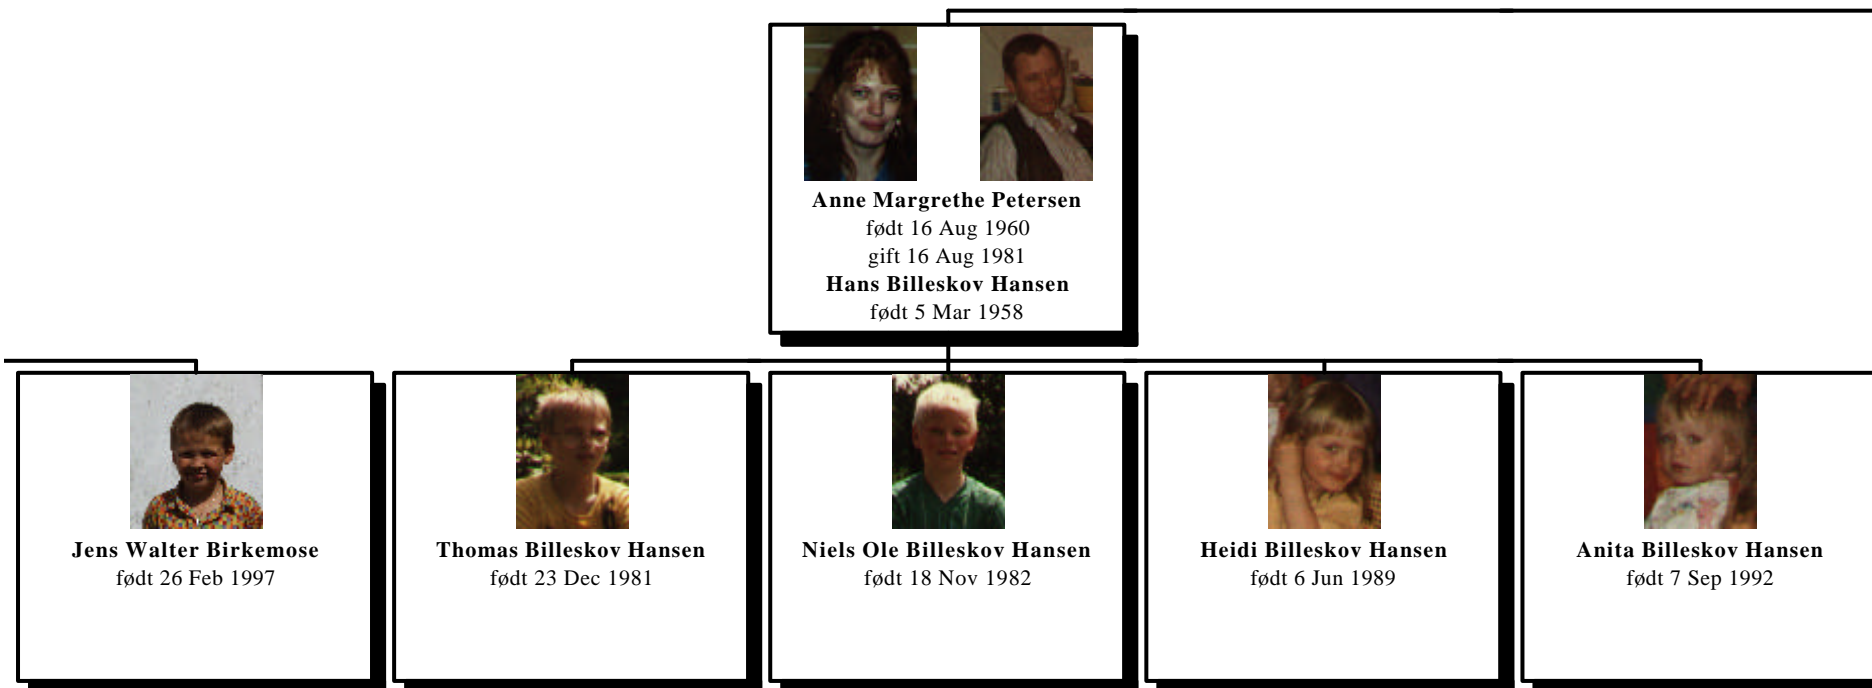 Anne Margrethe Petersen
født 16 Aug 1960
gift 16 Aug 1981
Hans Billeskov Hansen
født 5 Mar 1958
Jens Walter Birkemose
født 26 Feb 1997
Thomas Billeskov Hansen
født 23 Dec 1981
Niels Ole Billeskov Hansen
født 18 Nov 1982
Heidi Billeskov Hansen
født 6 Jun 1989
Anita Billeskov Hansen
født 7 Sep 1992